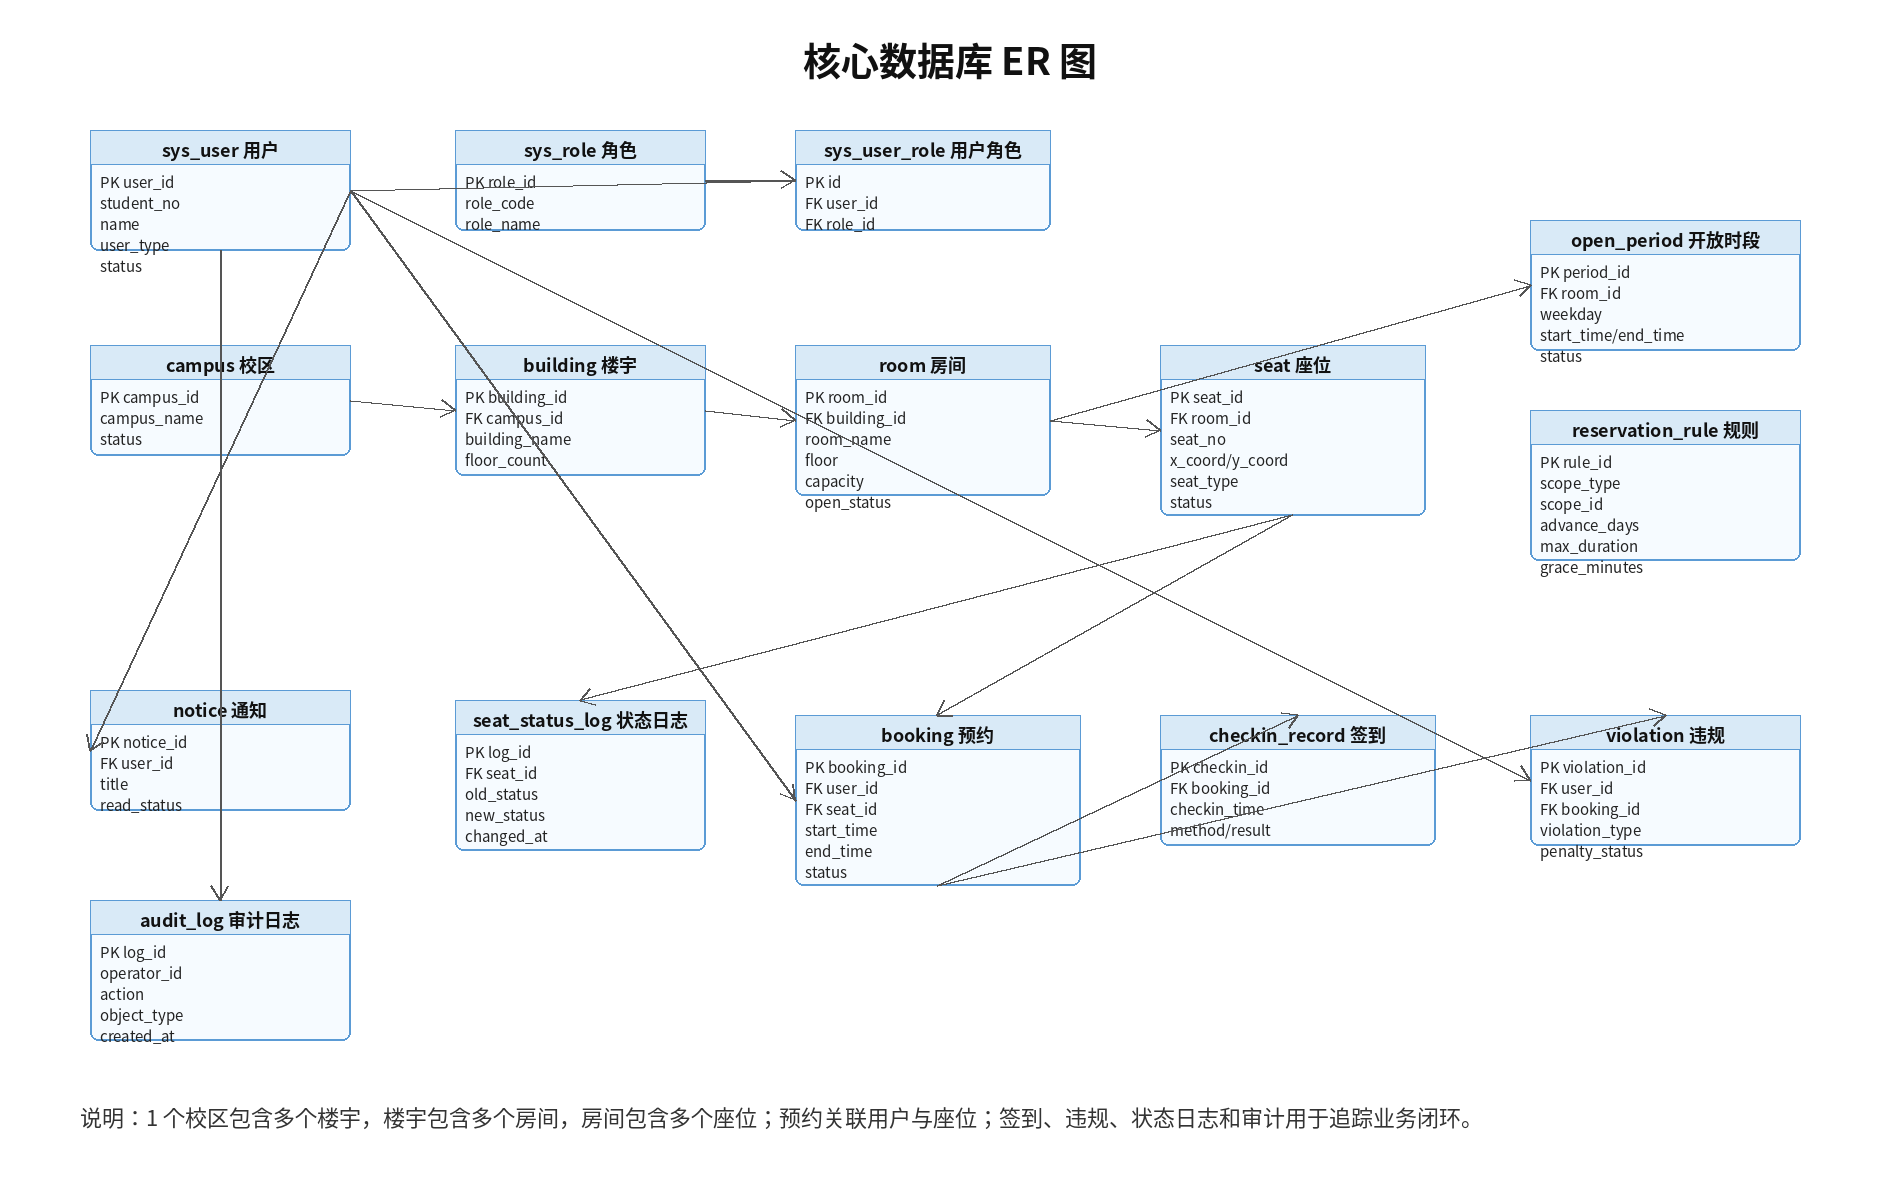 核心数据库 ER 图
sys_user 用户
PK user_id
student_no
name
user_type
status
sys_role 角色
PK role_id
role_code
role_name
sys_user_role 用户角色
PK id
FK user_id
FK role_id
open_period 开放时段
PK period_id
FK room_id
weekday
start_time/end_time
status
campus 校区
PK campus_id
campus_name
status
building 楼宇
PK building_id
FK campus_id
building_name
floor_count
room 房间
PK room_id
FK building_id
room_name
floor
capacity
open_status
seat 座位
PK seat_id
FK room_id
seat_no
x_coord/y_coord
seat_type
status
reservation_rule 规则
PK rule_id
scope_type
scope_id
advance_days
max_duration
grace_minutes
notice 通知
PK notice_id
FK user_id
title
read_status
seat_status_log 状态日志
PK log_id
FK seat_id
old_status
new_status
changed_at
booking 预约
PK booking_id
FK user_id
FK seat_id
start_time
end_time
status
checkin_record 签到
PK checkin_id
FK booking_id
checkin_time
method/result
violation 违规
PK violation_id
FK user_id
FK booking_id
violation_type
penalty_status
audit_log 审计日志
PK log_id
operator_id
action
object_type
created_at
说明：1 个校区包含多个楼宇，楼宇包含多个房间，房间包含多个座位；预约关联用户与座位；签到、违规、状态日志和审计用于追踪业务闭环。